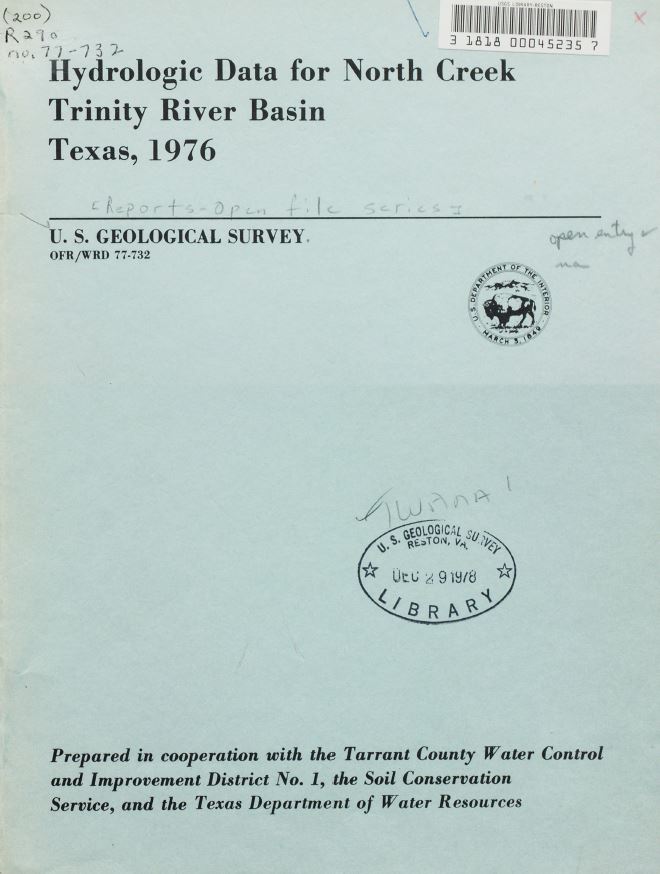 (200)
R290
no. 77-732
USGS LIBRARY-RESTON
3 1818 00045235 7
Hydrologic Data for North Creek
Trinity River Basin
Texas, 1976
[Reports-Open file series]
U. S. GEOLOGICAL SURVEY
OFR/WRD 77-732
open entry
U.S. DEPARTMENT OF THE INTERIOR
MARCH 3, 1849
U. S. GEOLOGICAL SURVEY
RESTON, VA.
DEC 29 1978
LIBRARY
Prepared in cooperation with the Tarrant County Water Control
and Improvement District No. 1, the Soil Conservation
Service, and the Texas Department of Water Resources